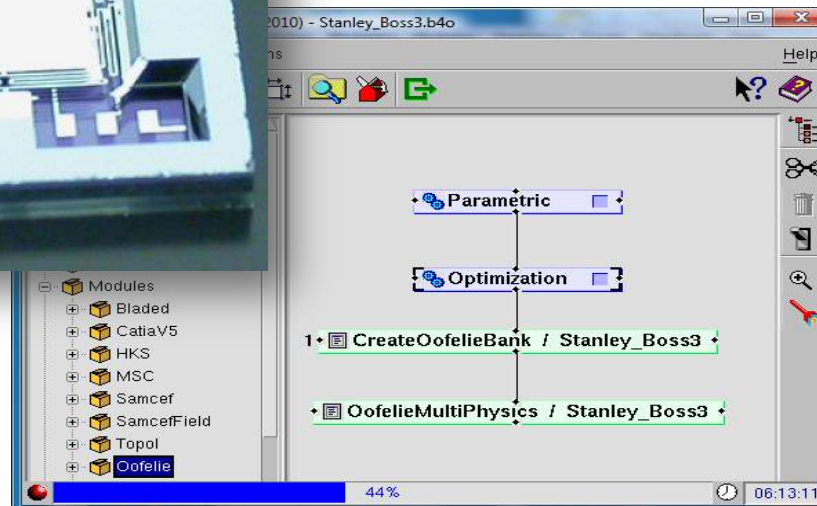 2010) - Stanley_Boss3.b4o
ns
Help
Parametric
Optimization
1 CreateOofelieBank / Stanley_Boss3
OofelieMultiPhysics / Stanley_Boss3
Modules
Bladed
CatiaV5
HKS
MSC
Samcef
SamcefField
Topol
Oofelie
44%
06:13:11